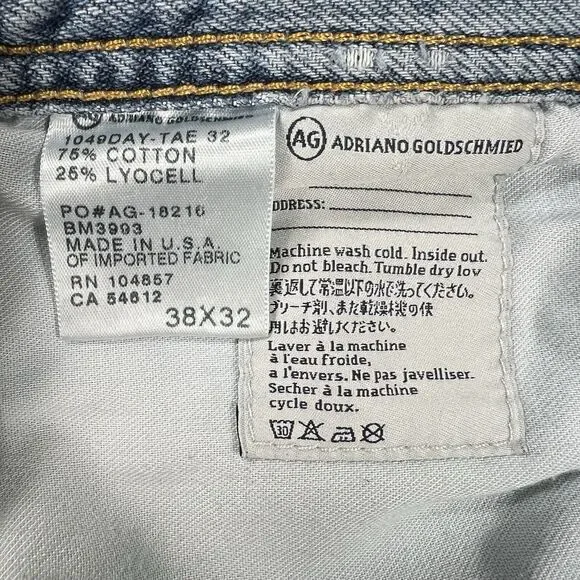 ADRIANO GOLDSCHMIED
1049DAY-TAE 32
75% COTTON
25% LYOCELL
PO#AG-18216
BM3993
MADE IN U.S.A.
OF IMPORTED FABRIC
RN 104857
CA 54612
38X32
AG ADRIANO GOLDSCHMIED
DDRESS:
Machine wash cold. Inside out.
Do not bleach. Tumble dry low
裏返して常温以下の水で洗ってください。
ブリーチ剤、また乾燥機の使
用はお避けください。
Laver à la machine
à l'eau froide,
a l'envers. Ne pas javelliser.
Secher à la machine
cycle doux.
30